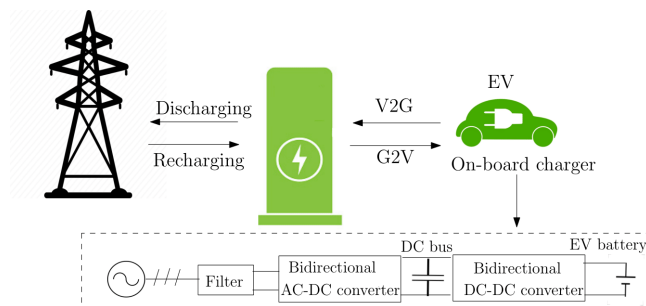 EV
Discharging
V2G
Recharging
G2V
On-board charger
DC bus
EV battery
Filter
Bidirectional
AC-DC converter
Bidirectional
DC-DC converter